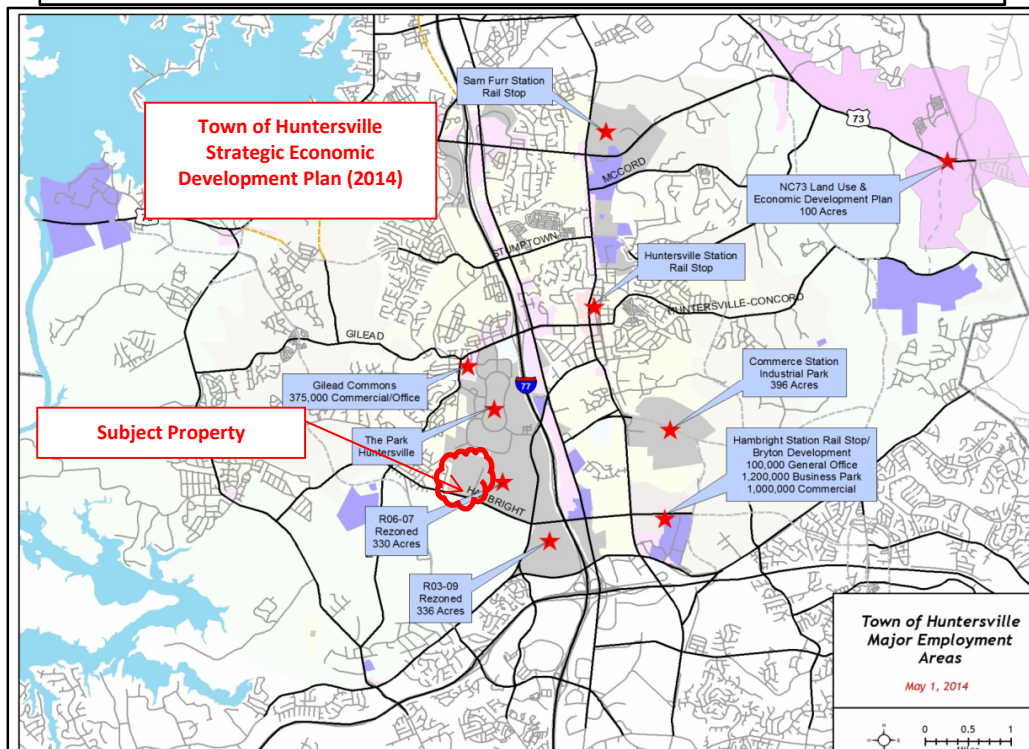 Sam Furr Station
Rail Stop
Town of Huntersville
Strategic Economic
Development Plan (2014)
73
MCCORD
NC73 Land Use &
Economic Development Plan
100 Acres
STUMPTOWN
Huntersville Station
Rail Stop
HUNTERSVILLE-CONCORD
GILEAD
Gilead Commons
375,000 Commercial/Office
77
Commerce Station
Industrial Park
396 Acres
Subject Property
The Park
Huntersville
Hambright Station Rail Stop/
Bryton Development
100,000 General Office
1,200,000 Business Park
1,000,000 Commercial
HAMBRIGHT
R06-07
Rezoned
330 Acres
R03-09
Rezoned
336 Acres
Town of Huntersville
Major Employment
Areas
May 1, 2014
0 0.5 1